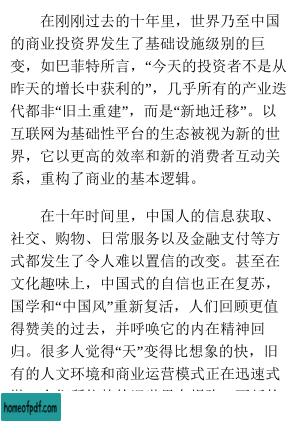 在刚刚过去的十年里，世界乃至中国
的商业投资界发生了基础设施级别的巨
变，如巴菲特所言，“今天的投资者不是从
昨天的增长中获利的”，几乎所有的产业迭
代都非“旧土重建”，而是“新地迁移”。以
互联网为基础性平台的生态被视为新的世
界，它以更高的效率和新的消费者互动关
系，重构了商业的基本逻辑。
在十年时间里，中国人的信息获取、
社交、购物、日常服务以及金融支付等方
式都发生了令人难以置信的改变。甚至在
文化趣味上，中国式的自信也正在复苏，
国学和“中国风”重新复活，人们回顾更值
得赞美的过去，并呼唤它的内在精神回
归。很多人觉得“天”变得比想象的快，旧
有的人文环境和商业运营模式正在迅速式
homeofpdf.com